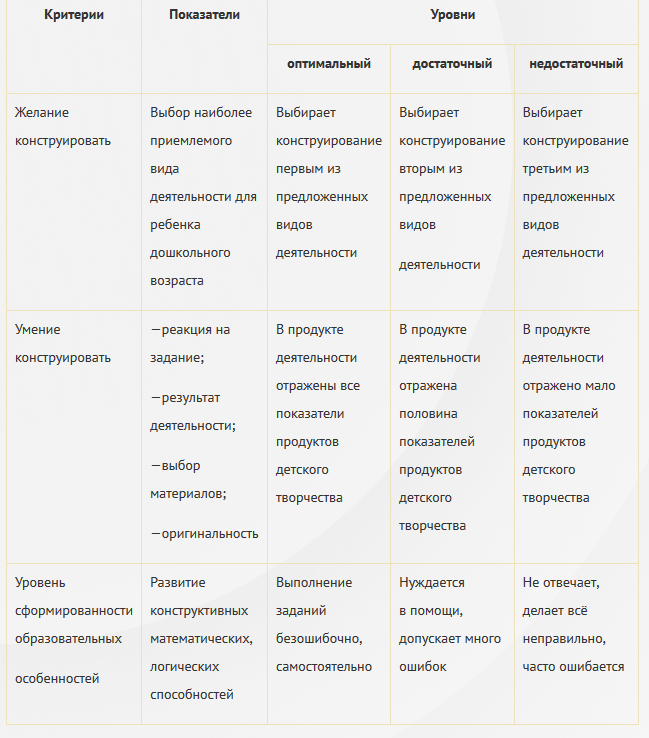 Критерии
Показатели
Уровни
оптимальный
достаточный
недостаточный
Желание
конструировать
Выбор наиболее
приемлемого
вида
деятельности для
ребенка
дошкольного
возраста
Выбирает
конструирование
первым из
предложенных
видов
деятельности
Выбирает
конструирование
вторым из
предложенных
видов
деятельности
Выбирает
конструирование
третьим из
предложенных
видов
деятельности
Умение
конструировать
—реакция на
задание;
—результат
деятельности;
—выбор
материалов;
—оригинальность
В продукте
деятельности
отражены все
показатели
продуктов
детского
творчества
В продукте
деятельности
отражена
половина
показателей
продуктов
детского
творчества
В продукте
деятельности
отражено мало
показателей
продуктов
детского
творчества
Уровень
сформированности
образовательных
особенностей
Развитие
конструктивных
математических,
логических
способностей
Выполнение
заданий
безошибочно,
самостоятельно
Нуждается
в помощи,
допускает много
ошибок
Не отвечает,
делает всё
неправильно,
часто ошибается